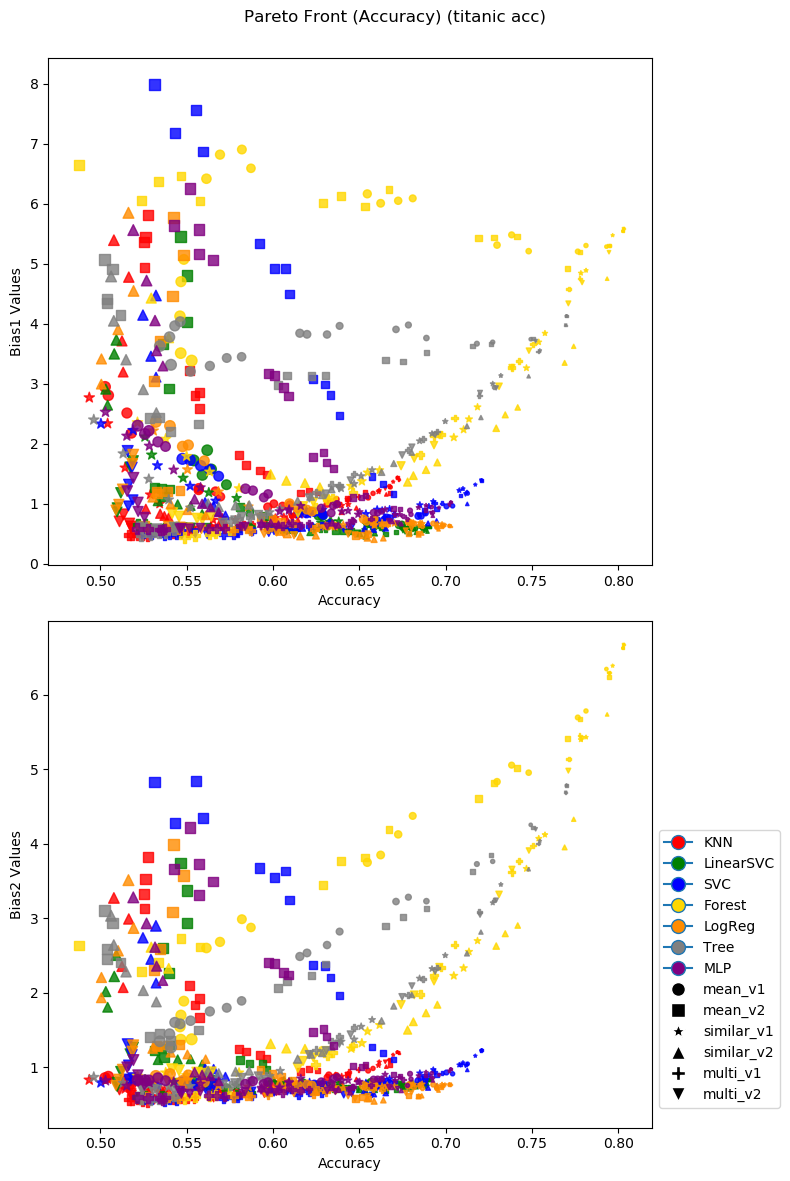 Pareto Front (Accuracy) (titanic acc)
8
7
6
5
4
3
2
1
0
Bias1 Values
0.50 0.55 0.60 0.65 0.70 0.75 0.80
Accuracy
6
5
4
3
2
1
Bias2 Values
0.50 0.55 0.60 0.65 0.70 0.75 0.80
Accuracy
KNN
LinearSVC
SVC
Forest
LogReg
Tree
MLP
mean_v1
mean_v2
similar_v1
similar_v2
multi_v1
multi_v2